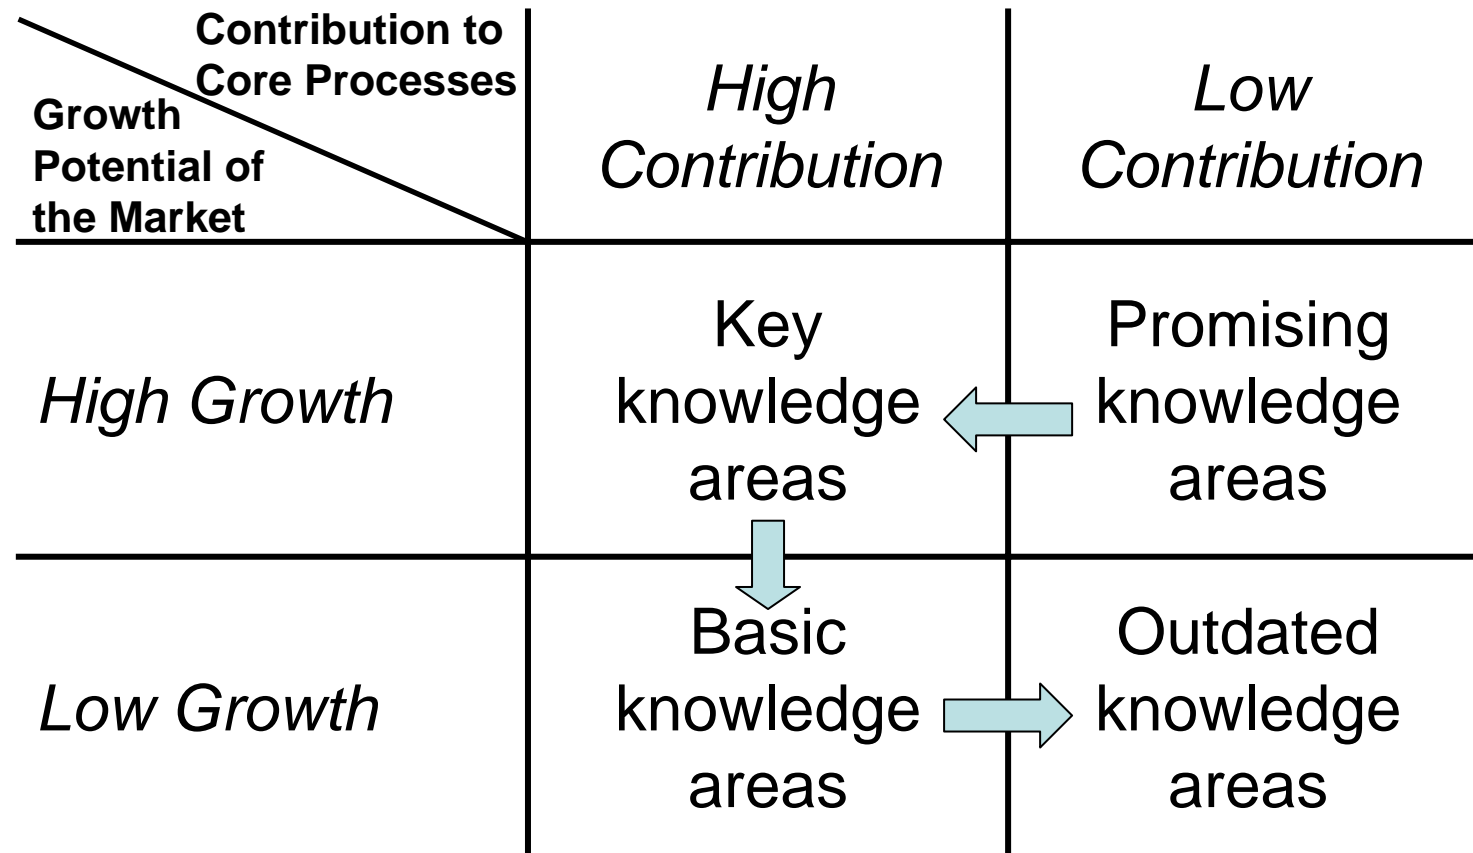 Contribution to
Core Processes
Growth
Potential of
the Market
High
Contribution
Low
Contribution
High Growth
Key
knowledge
areas
Promising
knowledge
areas
Low Growth
Basic
knowledge
areas
Outdated
knowledge
areas